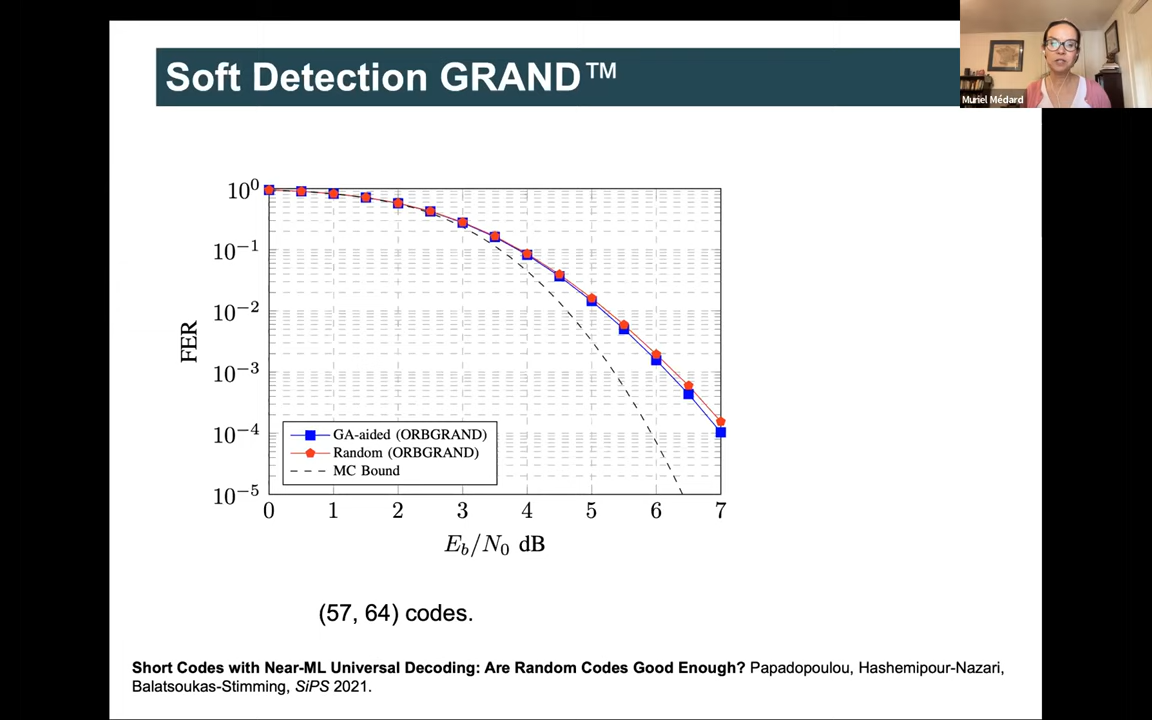 Soft Detection GRAND™
Muriel Médard
10⁰
10⁻¹
10⁻²
10⁻³
10⁻⁴
10⁻⁵
FER
GA-aided (ORBGRAND)
Random (ORBGRAND)
MC Bound
0 1 2 3 4 5 6 7
E_b/N_0 dB
(57, 64) codes.
Short Codes with Near-ML Universal Decoding: Are Random Codes Good Enough? Papadopoulou, Hashemipour-Nazari,
Balatsoukas-Stimming, SiPS 2021.